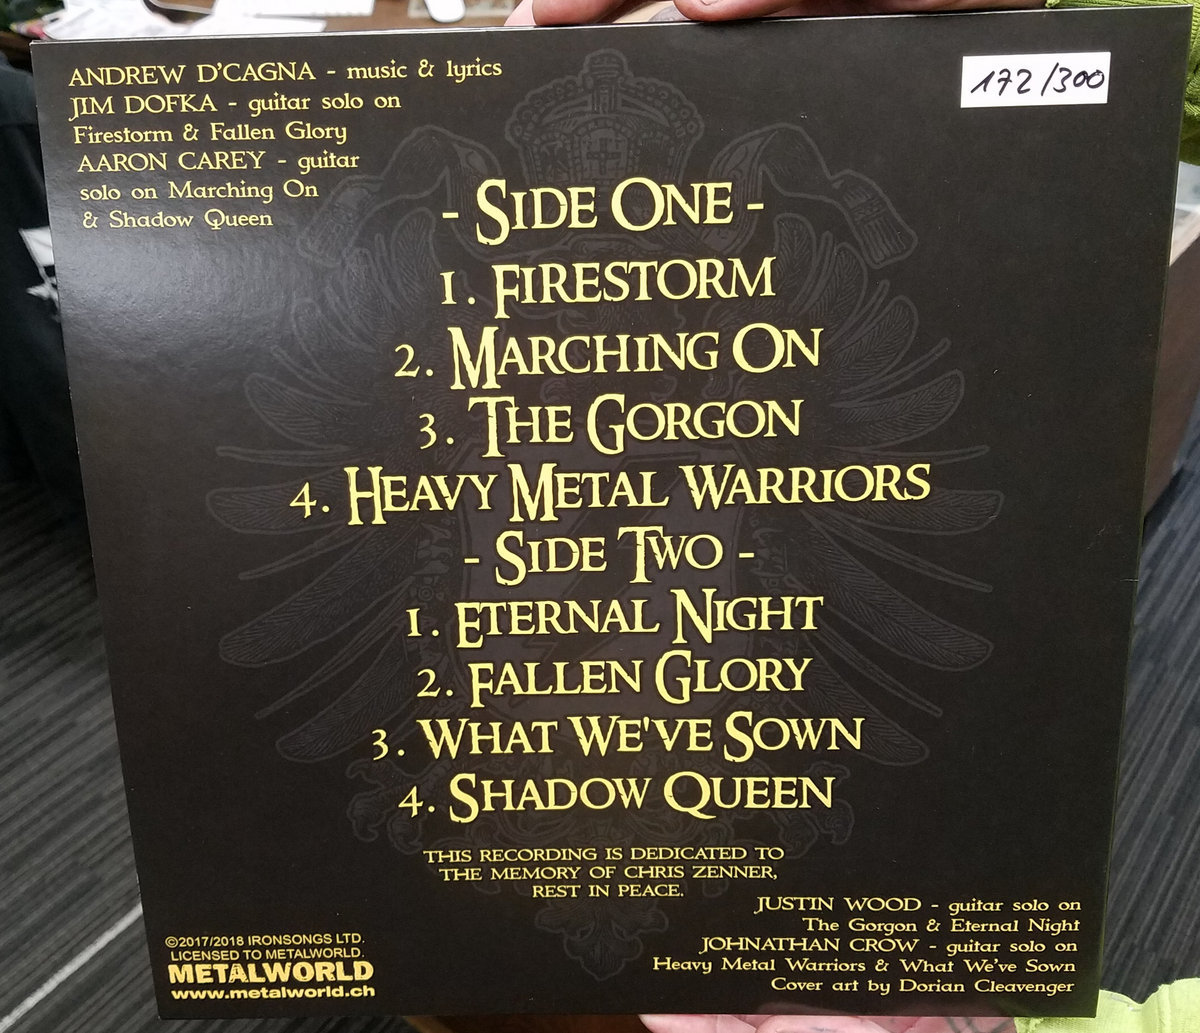 ANDREW D'CAGNA - music & lyrics
JIM DOFKA - guitar solo on
Firestorm & Fallen Glory
AARON CAREY - guitar
solo on Marching On
& Shadow Queen
172/300
- SIDE ONE -
1. FIRESTORM
2. MARCHING ON
3. THE GORGON
4. HEAVY METAL WARRIORS
- SIDE TWO -
1. ETERNAL NIGHT
2. FALLEN GLORY
3. WHAT WE'VE SOWN
4. SHADOW QUEEN
THIS RECORDING IS DEDICATED TO
THE MEMORY OF CHRIS ZENNER,
REST IN PEACE.
©2017/2018 IRONSONGS LTD.
LICENSED TO METALWORLD.
METALWORLD
www.metalworld.ch
JUSTIN WOOD - guitar solo on
The Gorgon & Eternal Night
JOHNATHAN CROW - guitar solo on
Heavy Metal Warriors & What We've Sown
Cover art by Dorian Cleavenger